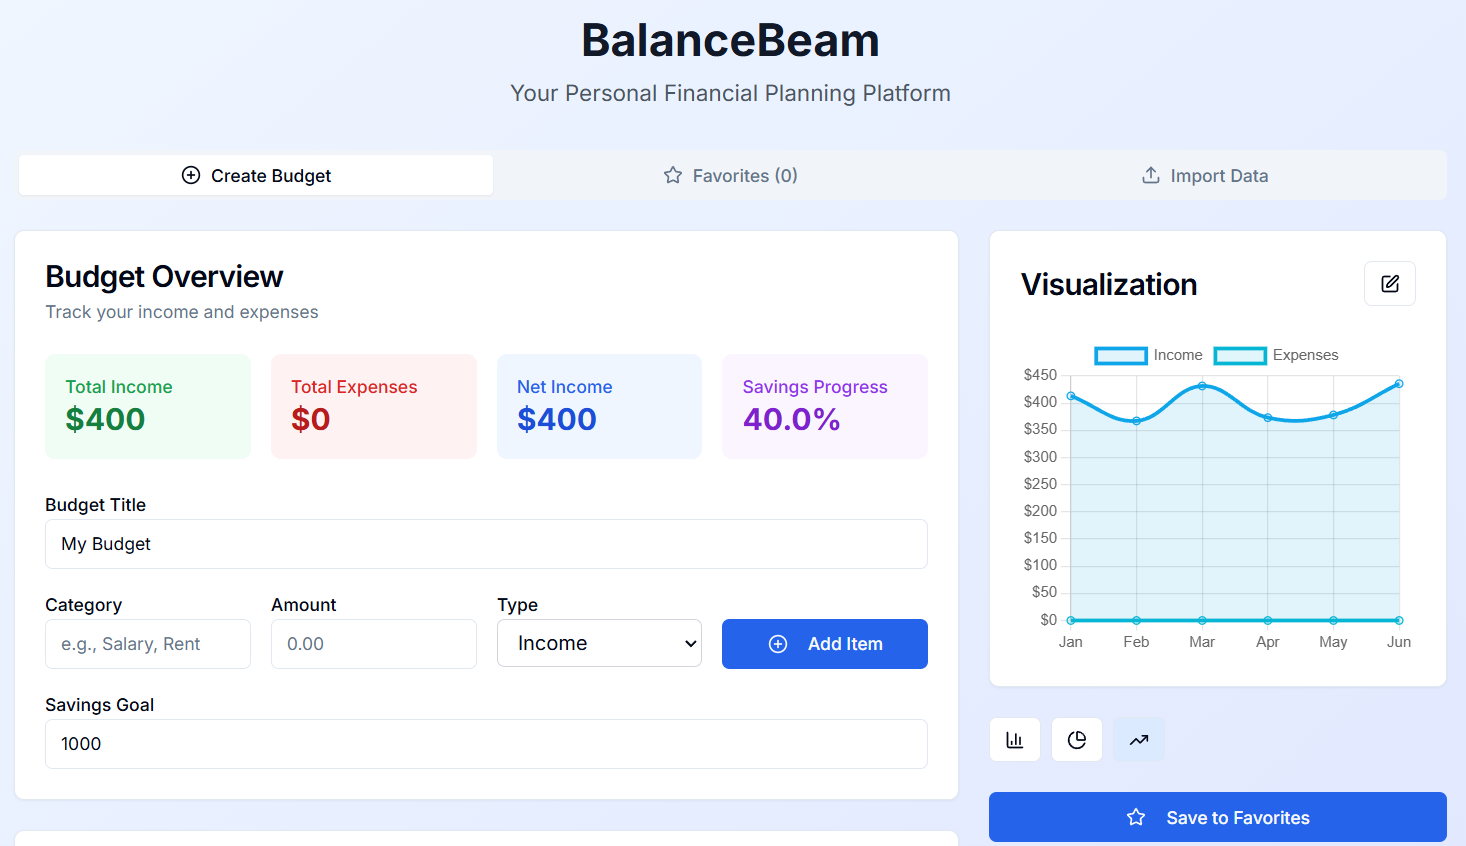 BalanceBeam
Your Personal Financial Planning Platform
Create Budget
Favorites (0)
Import Data
Budget Overview
Track your income and expenses
Total Income
$400
Total Expenses
$0
Net Income
$400
Savings Progress
40.0%
Budget Title
My Budget
Category
e.g., Salary, Rent
Amount
0.00
Type
Income
Add Item
Savings Goal
1000
Visualization
Income
Expenses
$450
$400
$350
$300
$250
$200
$150
$100
$50
$0
Jan
Feb
Mar
Apr
May
Jun
Save to Favorites